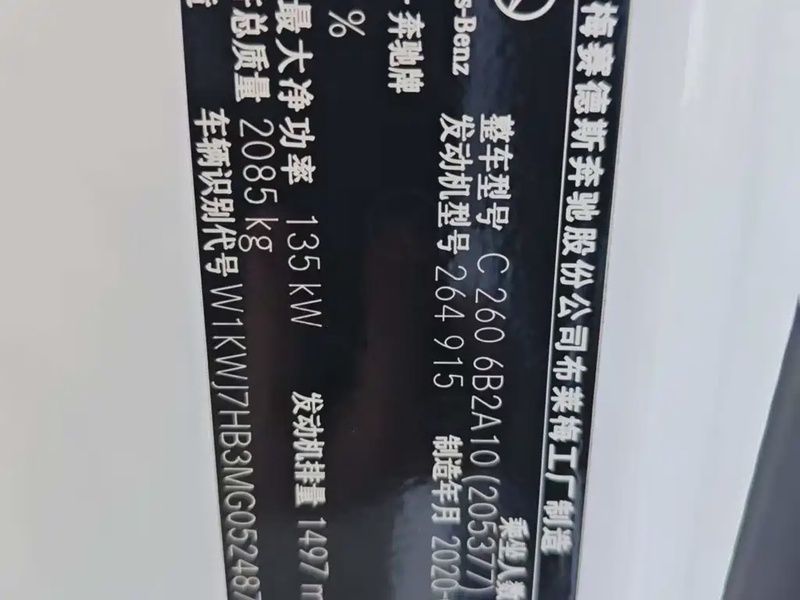 梅赛德斯奔驰股份公司布莱梅工厂制造
s-Benz
奔驰牌
整车型号 C 260 6B2A10 (205377)
乘坐人数
发动机型号 264 915
制造年月 2020-
%
最大净功率 135 kW
发动机排量 1497 m
总质量 2085 kg
车辆识别代号 W1KWJ7HB3MG052487